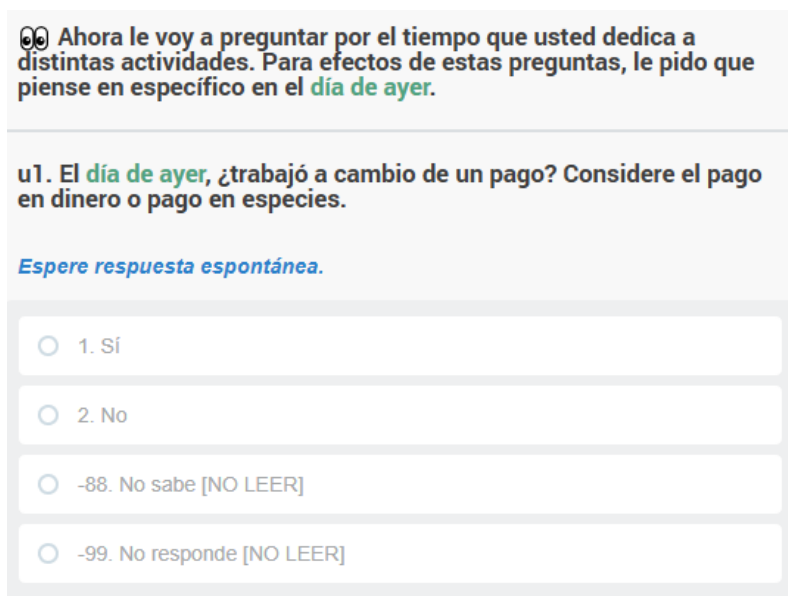 👀 Ahora le voy a preguntar por el tiempo que usted dedica a
distintas actividades. Para efectos de estas preguntas, le pido que
piense en específico en el día de ayer.
u1. El día de ayer, ¿trabajó a cambio de un pago? Considere el pago
en dinero o pago en especies.
Espere respuesta espontánea.
1. Sí
2. No
-88. No sabe [NO LEER]
-99. No responde [NO LEER]